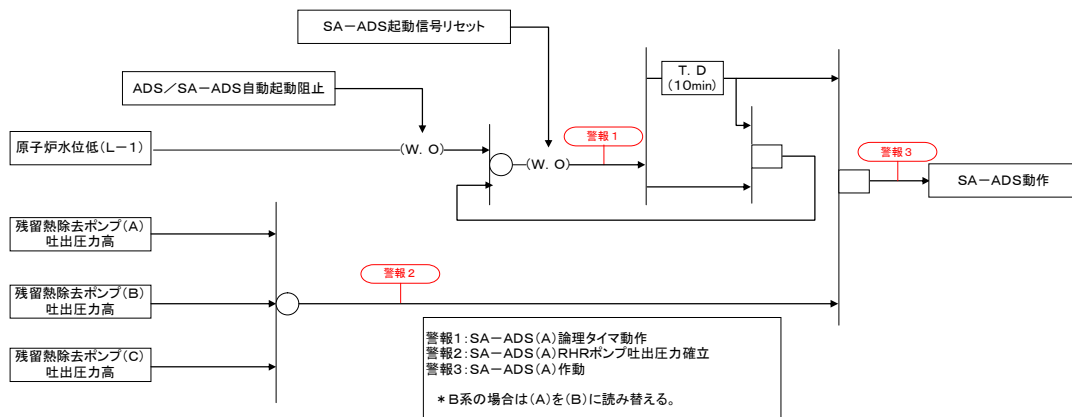 SA－ADS起動信号リセット
ADS／SA－ADS自動起動阻止
T. D
(10min)
原子炉水位低(L－1)
(W. O)
(W. O)
警報1
警報3
SA－ADS動作
残留熱除去ポンプ(A)
吐出圧力高
残留熱除去ポンプ(B)
吐出圧力高
警報2
残留熱除去ポンプ(C)
吐出圧力高
警報1：SA－ADS(A)論理タイマ動作
警報2：SA－ADS(A)RHRポンプ吐出圧力確立
警報3：SA－ADS(A)作動
＊B系の場合は(A)を(B)に読み替える。